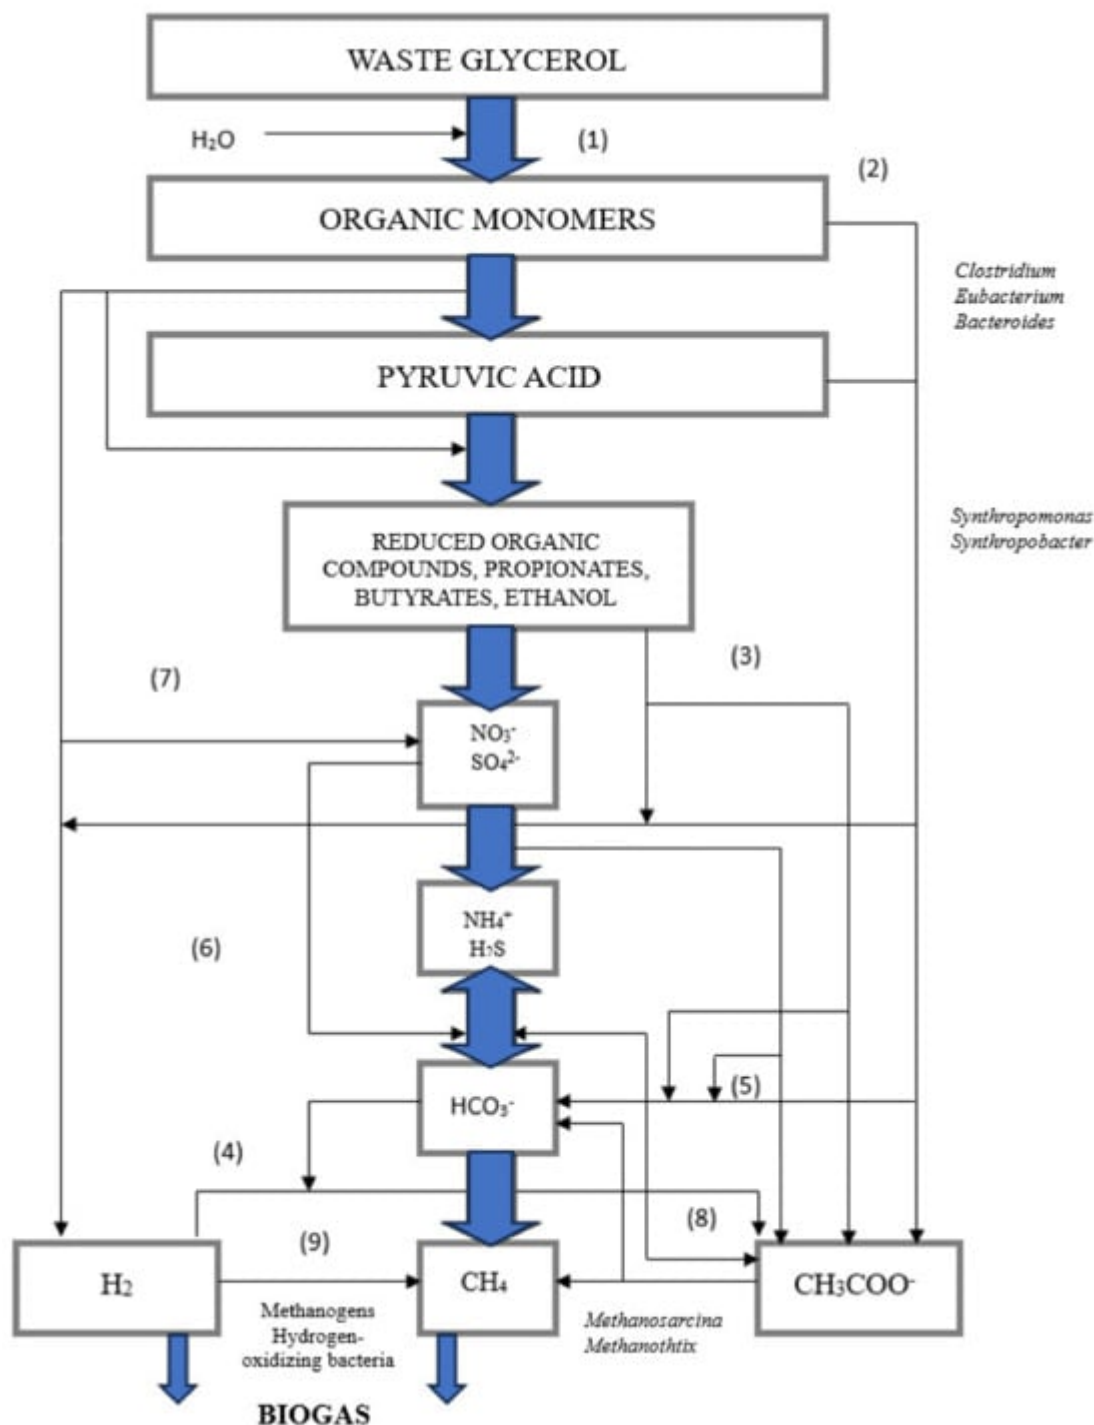 WASTE GLYCEROL
H₂O
(1)
(2)
ORGANIC MONOMERS
Clostridium
Eubacterium
Bacteroides
PYRUVIC ACID
Synthropomonas
Synthropobacter
REDUCED ORGANIC
COMPOUNDS, PROPIONATES,
BUTYRATES, ETHANOL
(3)
(7)
NO₃⁻
SO₄²⁻
NH₄⁺
H₂S
(6)
(5)
HCO₃⁻
(4)
(8)
(9)
H₂
CH₄
CH₃COO⁻
Methanogens
Hydrogen-
oxidizing bacteria
Methanosarcina
Methanothtix
BIOGAS